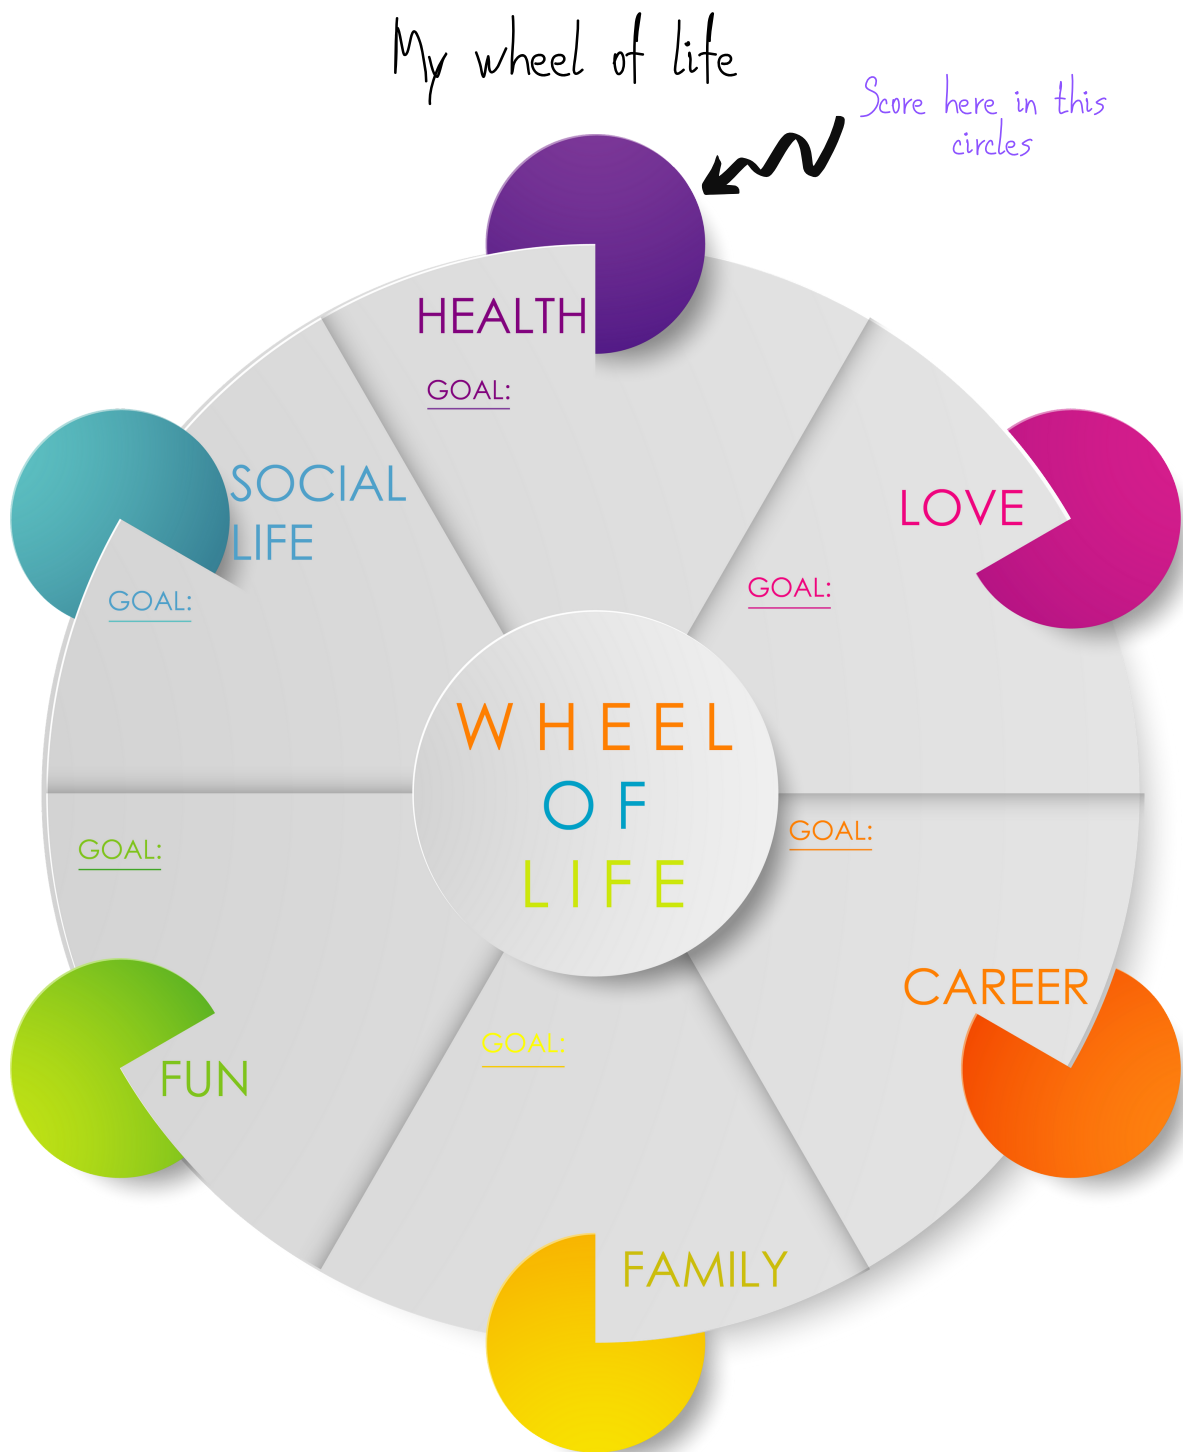 My wheel of life
Score here in this
circles
HEALTH
GOAL:
LOVE
GOAL:
SOCIAL
LIFE
GOAL:
WHEEL
OF
LIFE
GOAL:
CAREER
GOAL:
FUN
GOAL:
FAMILY